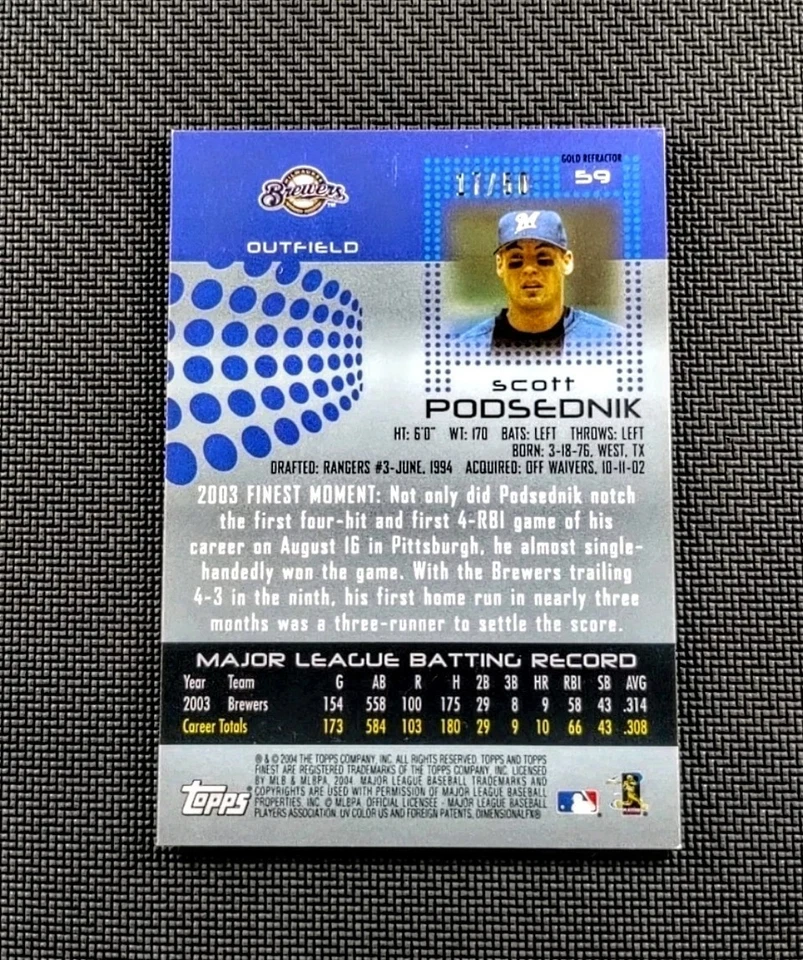 GOLD REFRACTOR
17/50
59
MILWAUKEE
Brewers
TM
OUTFIELD
M
scott
PODSEDNIK
HT: 6'0" WT: 170 BATS: LEFT THROWS: LEFT
BORN: 3-18-76, WEST, TX
DRAFTED: RANGERS #3-JUNE, 1994 ACQUIRED: OFF WAIVERS, 10-11-02
2003 FINEST MOMENT: Not only did Podsednik notch
the first four-hit and first 4-RBI game of his
career on August 16 in Pittsburgh, he almost single-
handedly won the game. With the Brewers trailing
4-3 in the ninth, his first home run in nearly three
months was a three-runner to settle the score.
MAJOR LEAGUE BATTING RECORD
Year Team G AB R H 2B 3B HR RBI SB AVG
2003 Brewers 154 558 100 175 29 8 9 58 43 .314
Career Totals 173 584 103 180 29 9 10 66 43 .308
® & © 2004 THE TOPPS COMPANY, INC. ALL RIGHTS RESERVED. TOPPS AND TOPPS
FINEST ARE REGISTERED TRADEMARKS OF THE TOPPS COMPANY, INC. LICENSED
BY MLB & MLBPA, 2004. MAJOR LEAGUE BASEBALL TRADEMARKS AND
COPYRIGHTS ARE USED WITH PERMISSION OF MAJOR LEAGUE BASEBALL
PROPERTIES, INC. © MLBPA. OFFICIAL LICENSEE - MAJOR LEAGUE BASEBALL
PLAYERS ASSOCIATION. UV COLOR US AND FOREIGN PATENTS, DIMENSIONALFX®
topps